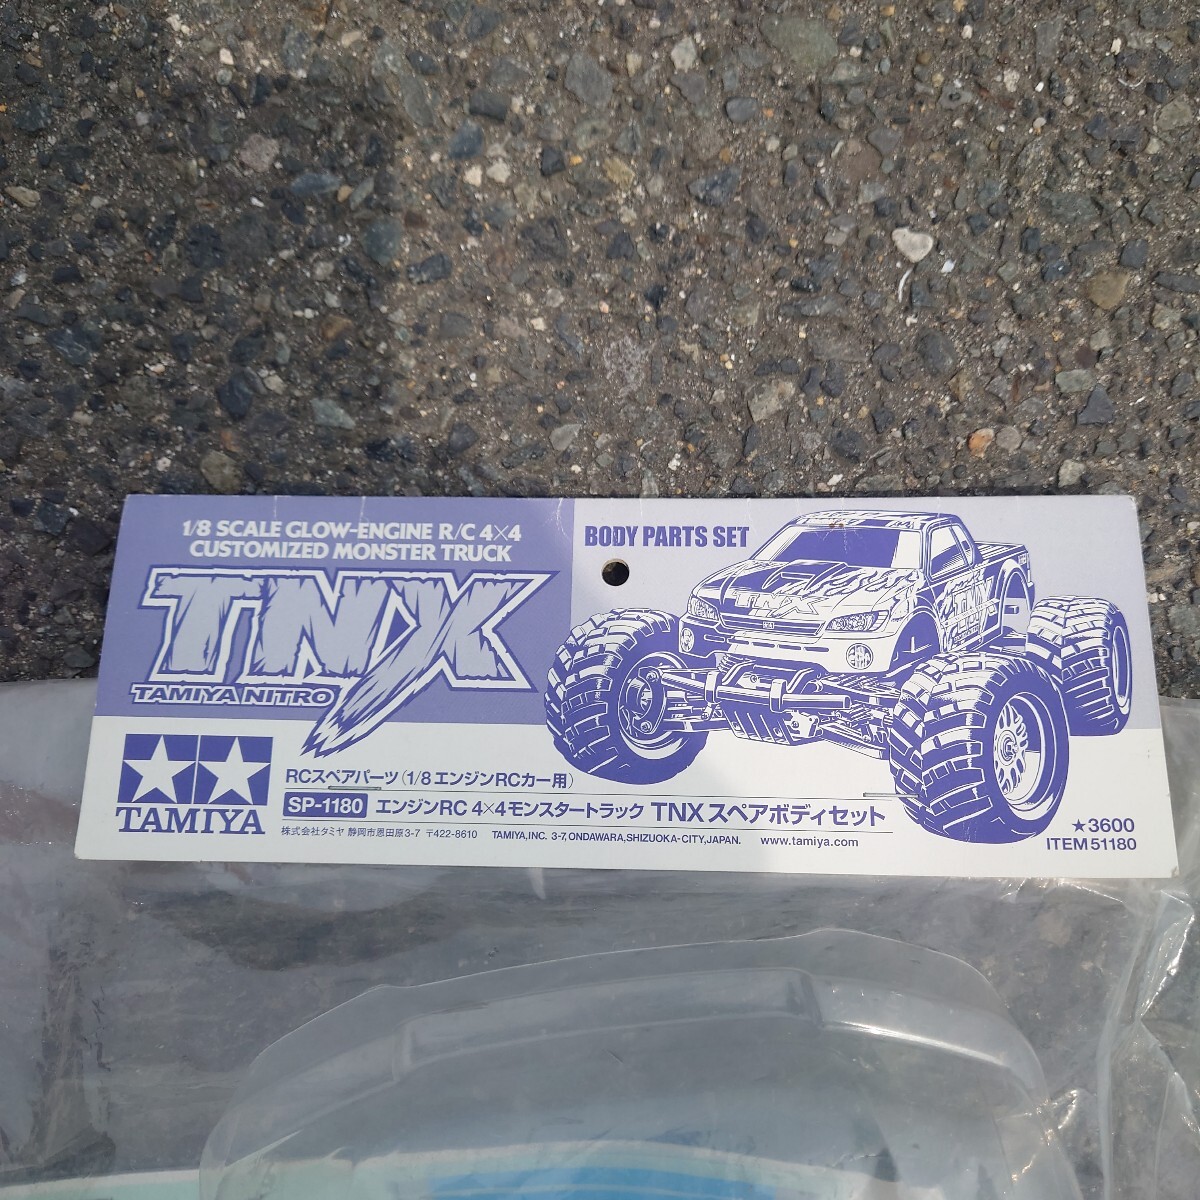 1/8 SCALE GLOW-ENGINE R/C 4×4
CUSTOMIZED MONSTER TRUCK
TNX
TAMIYA NITRO
BODY PARTS SET
TNX
TAMIYA
RCスペアパーツ(1/8エンジンRCカー用)
SP-1180 エンジンRC 4×4モンスタートラック TNX スペアボディセット
株式会社タミヤ 静岡市恩田原3-7 〒422-8610 TAMIYA,INC. 3-7, ONDAWARA,SHIZUOKA-CITY,JAPAN. www.tamiya.com
★3600
ITEM 51180